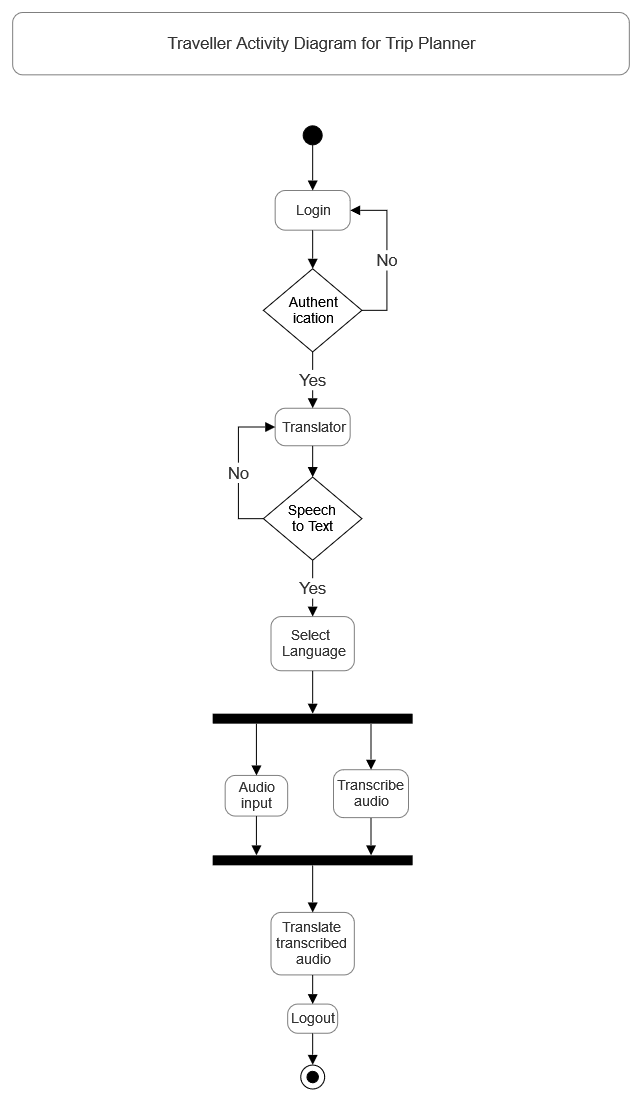 Traveller Activity Diagram for Trip Planner
Login
No
Authent
ication
Yes
Translator
No
Speech
to Text
Yes
Select
Language
Audio
input
Transcribe
audio
Translate
transcribed
audio
Logout